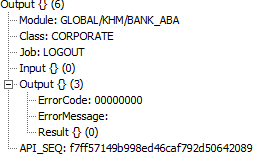 Output {} (6)
Module: GLOBAL/KHM/BANK_ABA
Class: CORPORATE
Job: LOGOUT
Input {} (0)
Output {} (3)
ErrorCode: 00000000
ErrorMessage:
Result {} (0)
API_SEQ: f7ff57149b998ed46caf792d50642089